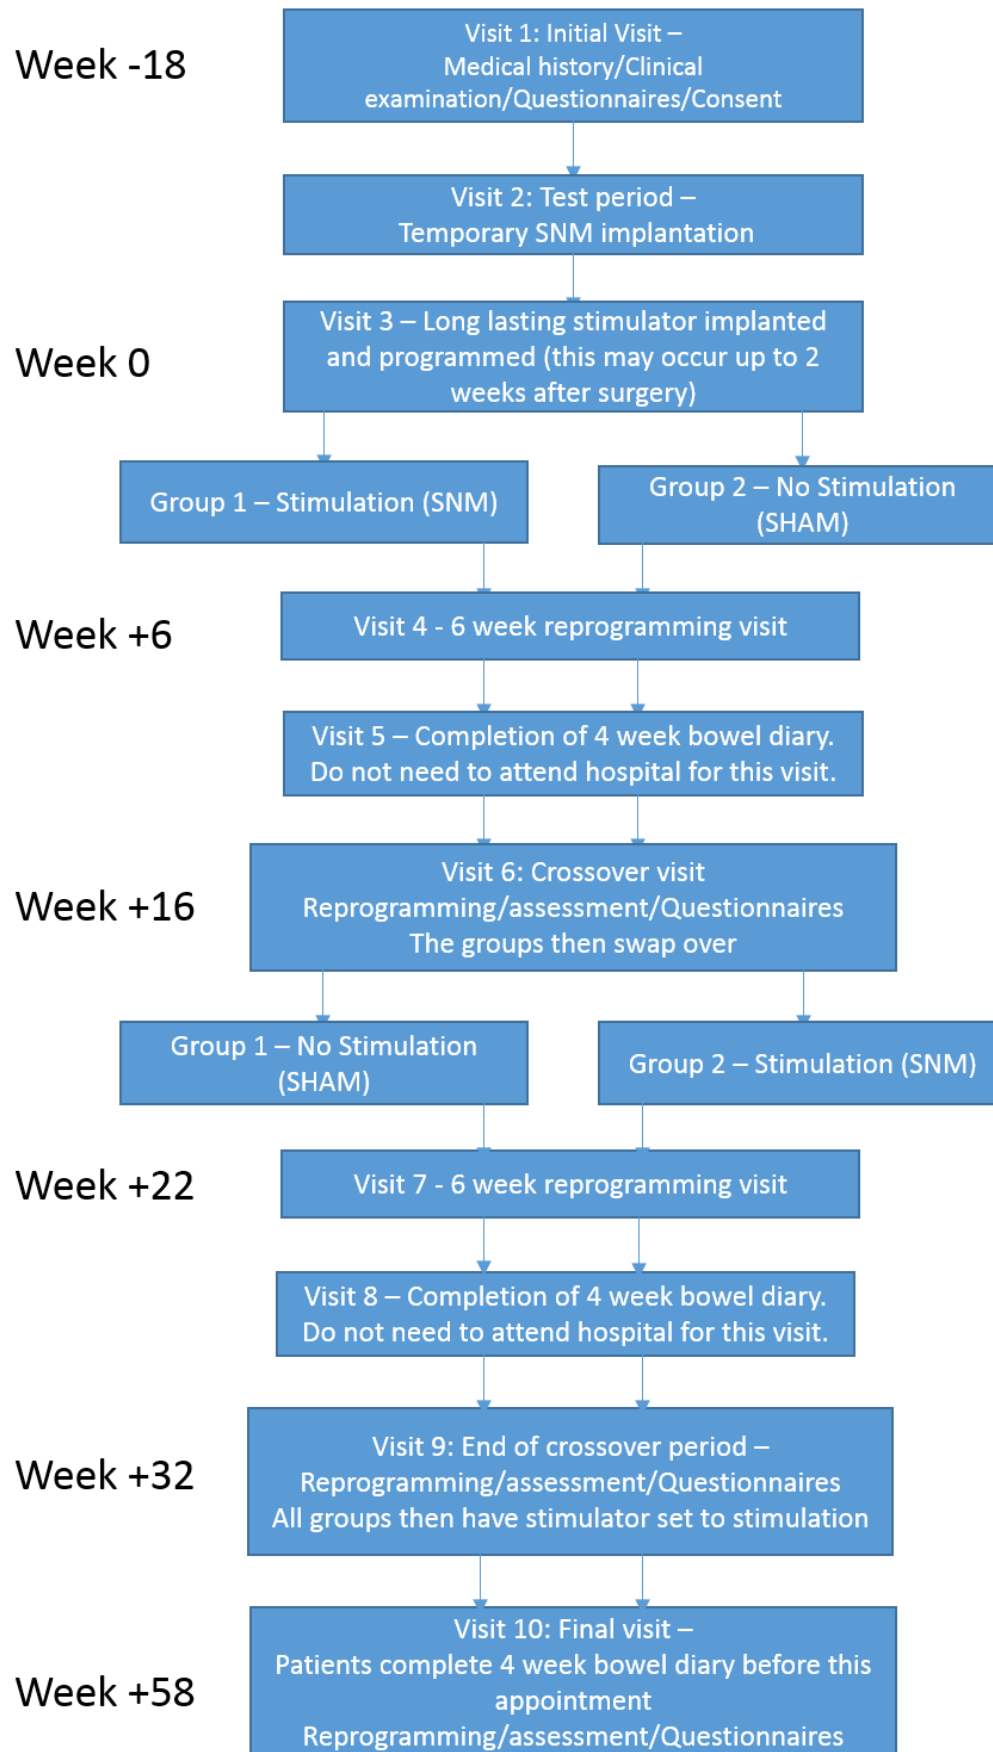 Week -18
Visit 1: Initial Visit –
Medical history/Clinical
examination/Questionnaires/Consent
Visit 2: Test period –
Temporary SNM implantation
Week 0
Visit 3 – Long lasting stimulator implanted
and programmed (this may occur up to 2
weeks after surgery)
Group 1 – Stimulation (SNM)
Group 2 – No Stimulation
(SHAM)
Week +6
Visit 4 - 6 week reprogramming visit
Visit 5 – Completion of 4 week bowel diary.
Do not need to attend hospital for this visit.
Week +16
Visit 6: Crossover visit
Reprogramming/assessment/Questionnaires
The groups then swap over
Group 1 – No Stimulation
(SHAM)
Group 2 – Stimulation (SNM)
Week +22
Visit 7 - 6 week reprogramming visit
Visit 8 – Completion of 4 week bowel diary.
Do not need to attend hospital for this visit.
Week +32
Visit 9: End of crossover period –
Reprogramming/assessment/Questionnaires
All groups then have stimulator set to stimulation
Week +58
Visit 10: Final visit –
Patients complete 4 week bowel diary before this
appointment
Reprogramming/assessment/Questionnaires